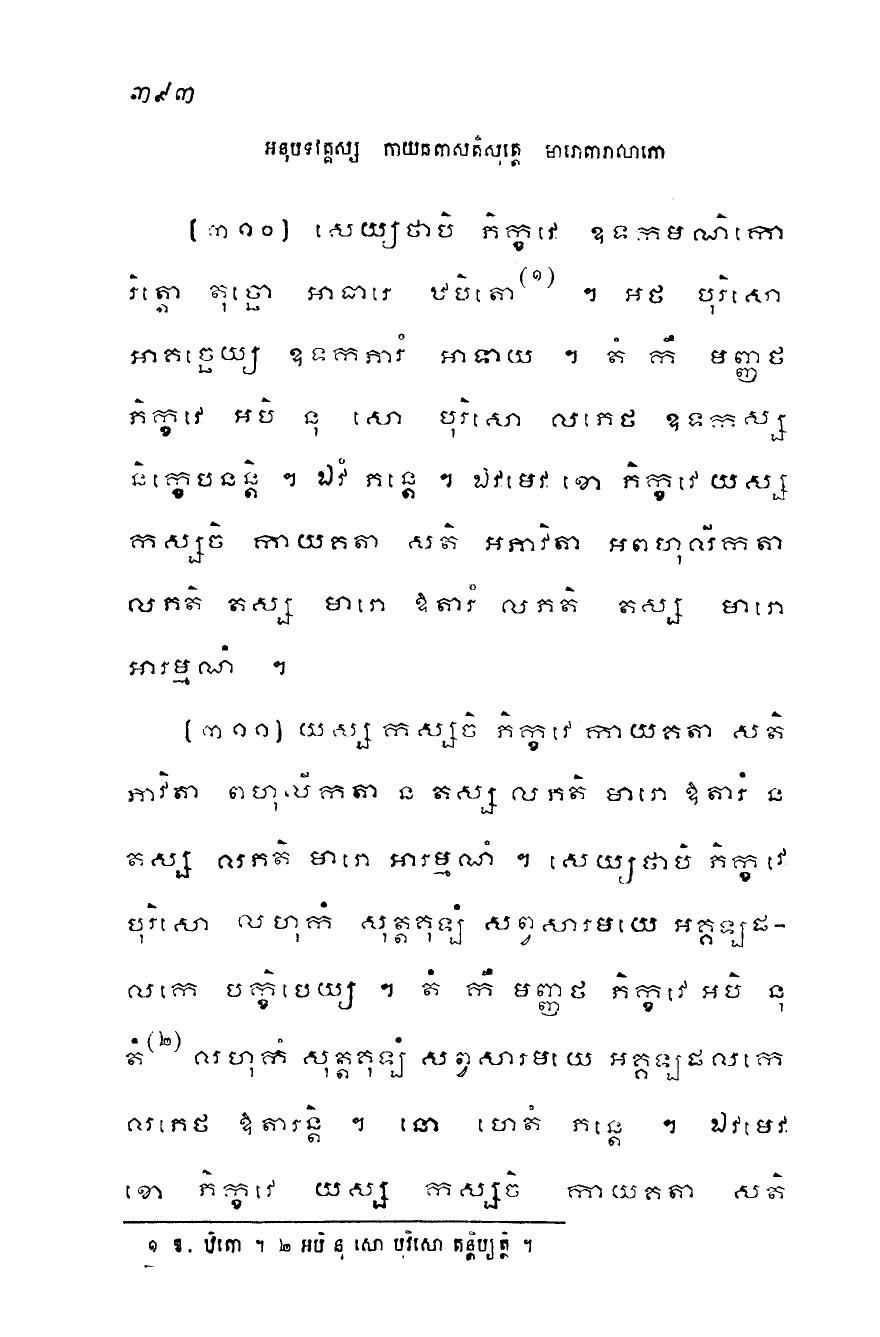 ៣៩៣
អនុបទវគ្គស្ស កាយគតាសតិសុត្តេ មារោតារាលាភោ
(៣១០) សេយ្យថាបិ ភិក្ខវេ ឧទកមណិកោ
រិត្តោ តុច្ឆោ អាធារេ ឋបិតោ(១) ។ អថ បុរិសោ
អាគច្ឆេយ្យ ឧទកភារំ អាទាយ ។ តំ កឹ មញ្ញថ
ភិក្ខវេ អបិ នុ សោ បុរិសោ លភេថ ឧទកស្ស
និក្ខេបនន្តិ ។ ឯវំ ភន្តេ ។ ឯវមេវ ខោ ភិក្ខវេ យស្ស
កស្សចិ កាយគតា សតិ អភាវិតា អពហុលីកតា
លភតិ តស្ស មារោ ឱតារំ លភតិ តស្ស មារោ
អារម្មណំ ។
(៣១១) យស្ស កស្សចិ ភិក្ខវេ កាយគតា សតិ
ភាវិតា ពហុលីកតា ន តស្ស លភតិ មារោ ឱតារំ ន
តស្ស លភតិ មារោ អារម្មណំ ។ សេយ្យថាបិ ភិក្ខវេ
បុរិសោ លហុកំ សុត្តគុឡំ សព្វសារមយេ អគ្គឡផ-
លកេ បក្ខិបេយ្យ ។ តំ កឹ មញ្ញថ ភិក្ខវេ អបិ នុ
តំ(២) លហុកំ សុត្តគុឡំ សព្វសារមយេ អគ្គឡផលកេ
លភេថ ឱតារន្តិ ។ នោ ហេតំ ភន្តេ ។ ឯវមេវ
ខោ ភិក្ខវេ យស្ស កស្សចិ កាយគតា សតិ
១ ឱ. ឋិតោ ។ ២ អបិ នុ សោ បុរិសោ តន្តិប្យត្ថិ ។